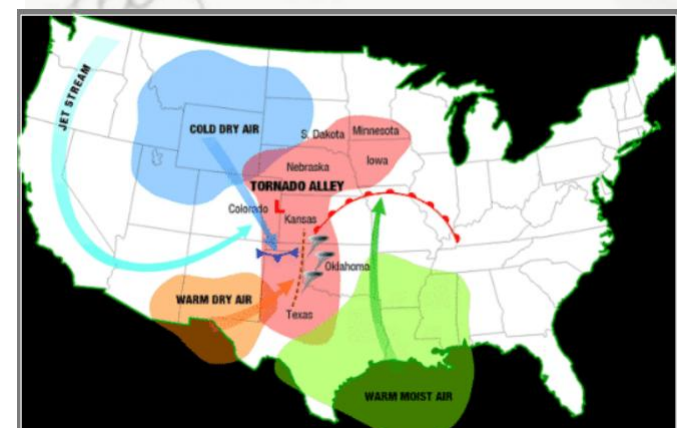 JET STREAM
COLD DRY AIR
S. Dakota
Minnesota
Nebraska
Iowa
TORNADO ALLEY
Colorado
L
Kansas
Oklahoma
WARM DRY AIR
Texas
WARM MOIST AIR